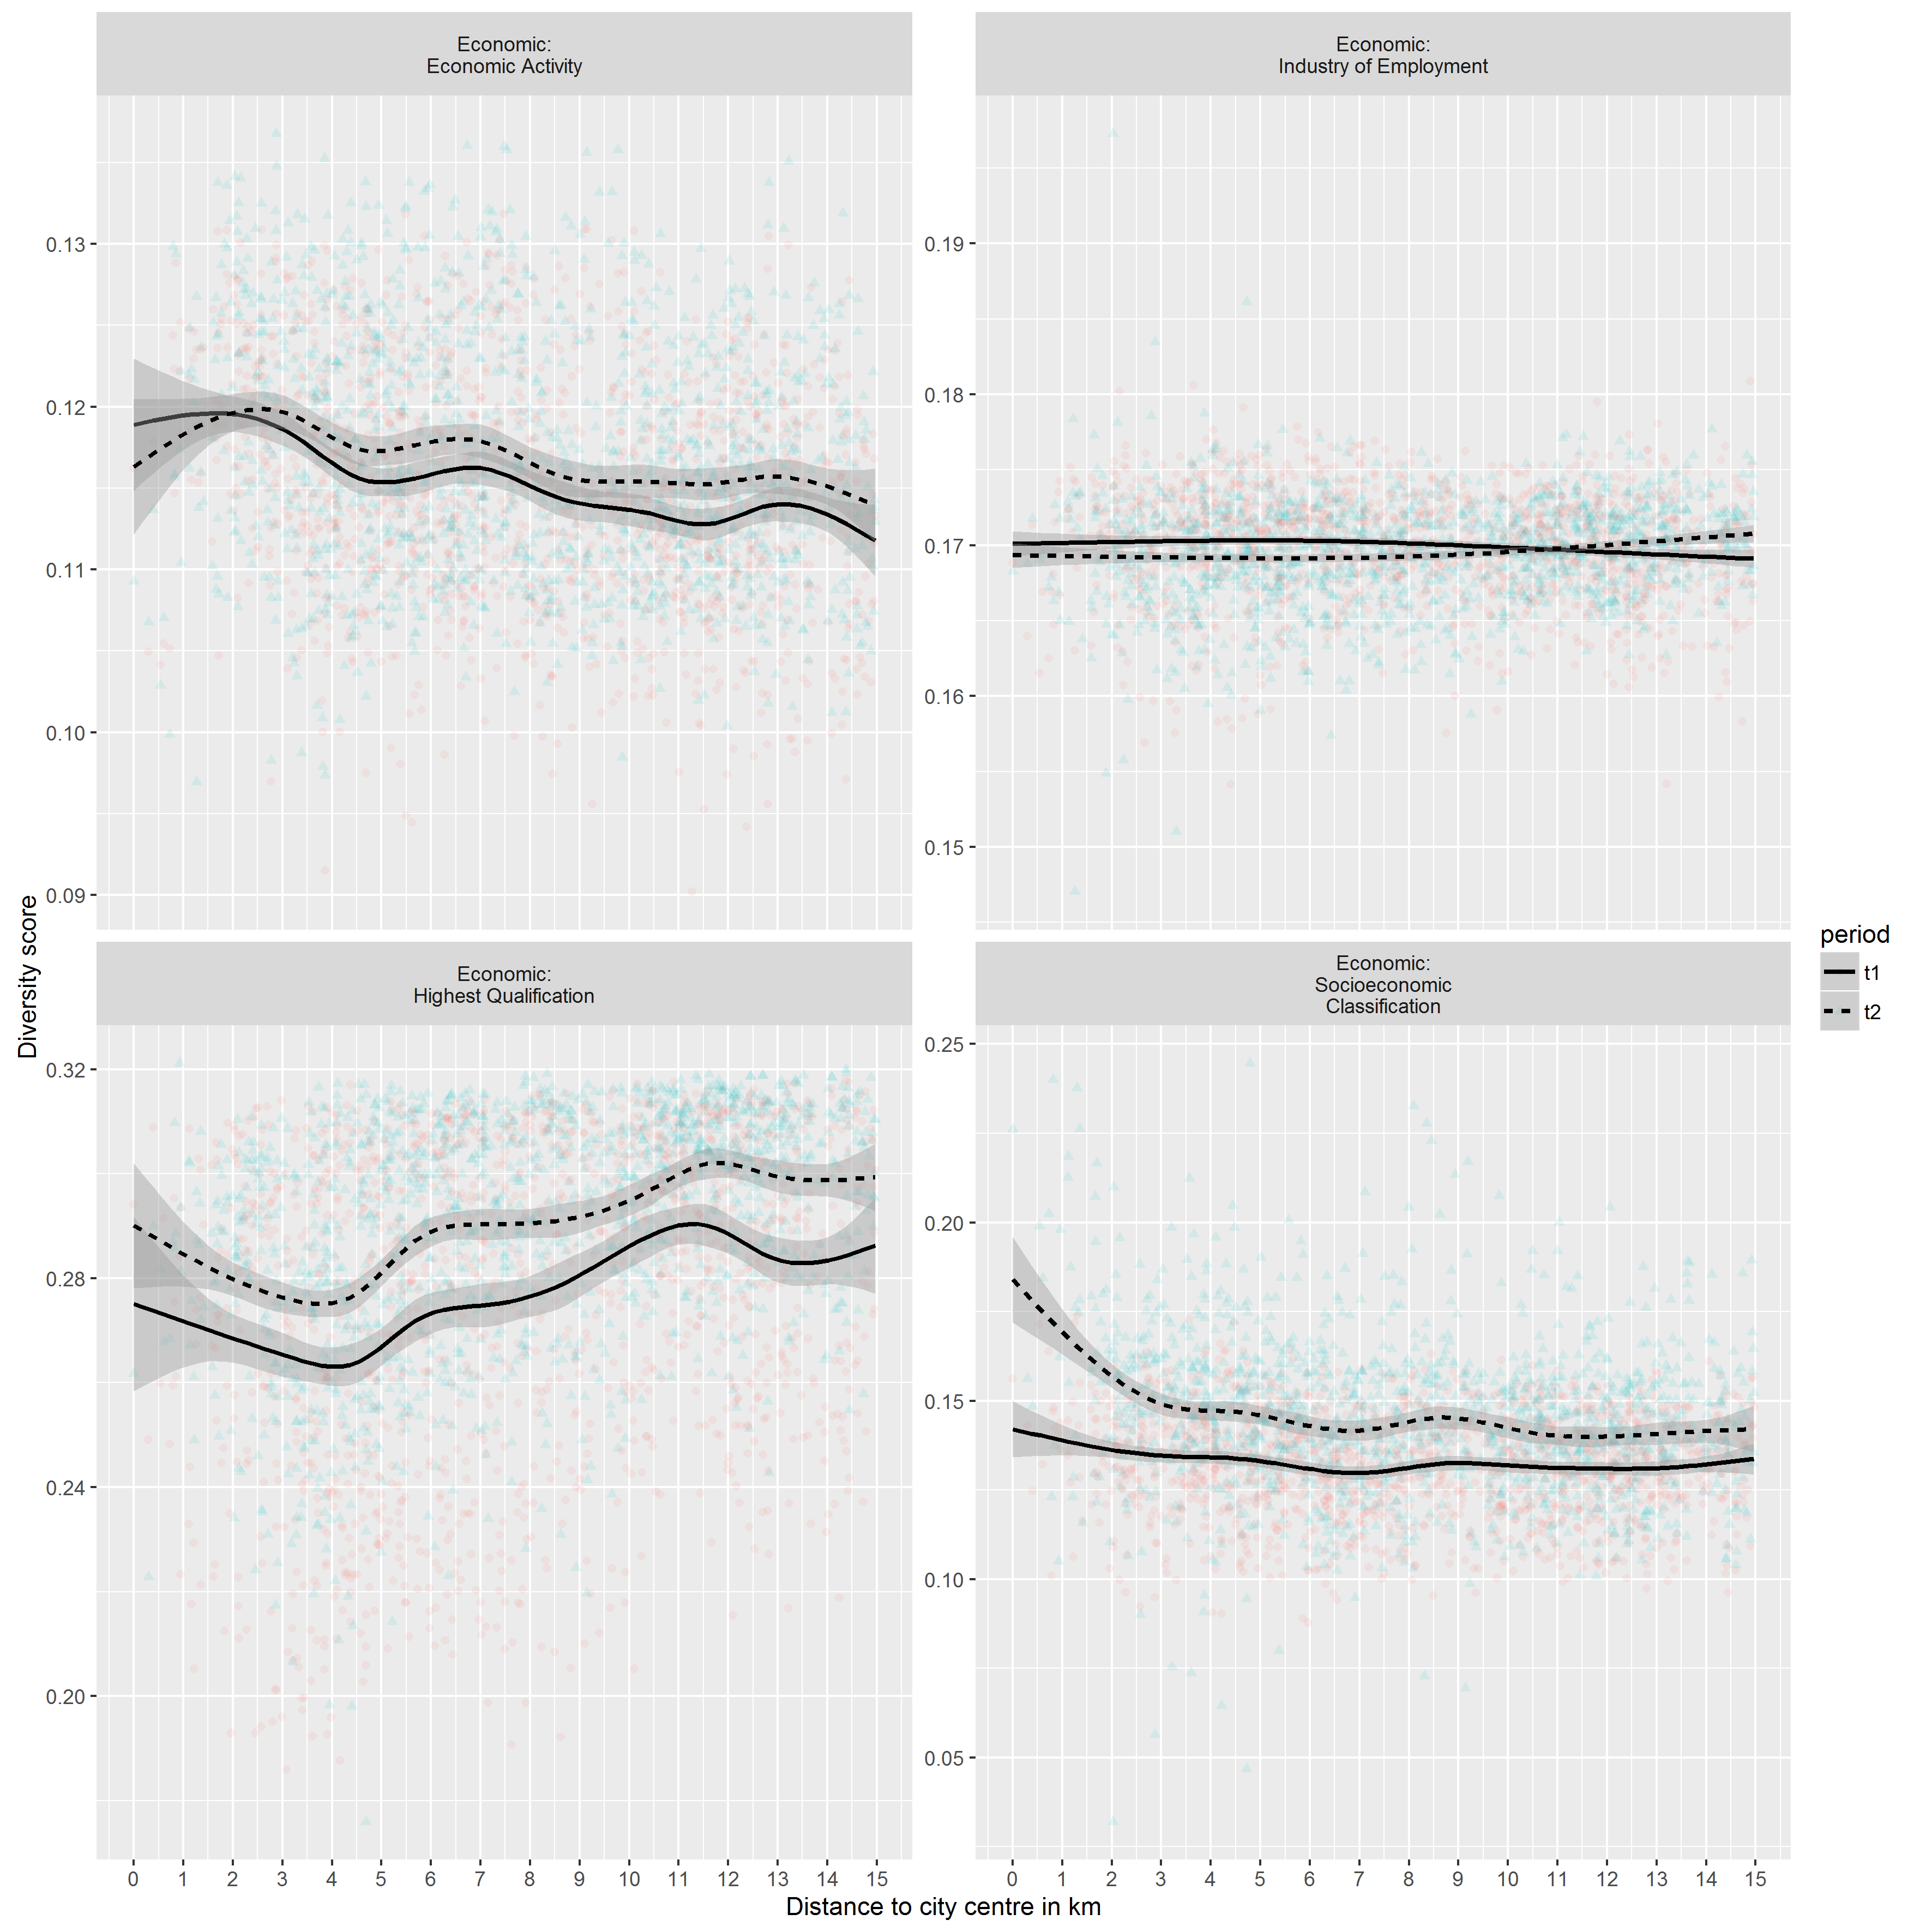 Economic:
Economic Activity
Economic:
Industry of Employment
0.13
0.12
0.11
0.10
0.09
0.19
0.18
0.17
0.16
0.15
Diversity score
Economic:
Highest Qualification
Economic:
Socioeconomic
Classification
0.32
0.28
0.24
0.20
0.25
0.20
0.15
0.10
0.05
0 1 2 3 4 5 6 7 8 9 10 11 12 13 14 15
0 1 2 3 4 5 6 7 8 9 10 11 12 13 14 15
Distance to city centre in km
period
t1
t2